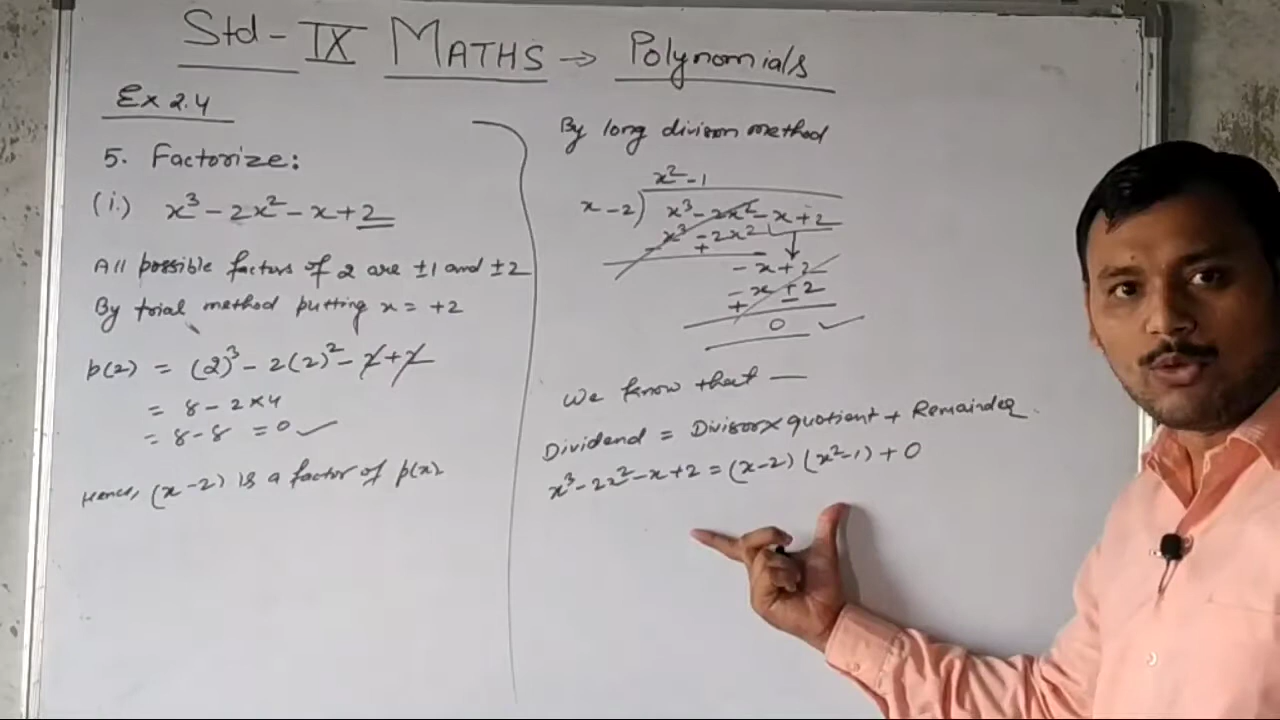 Std-IX MATHS → Polynomials
Ex 2.4
5. Factorize:
(i.) x³ - 2x² - x + 2
All possible factors of 2 are ±1 and ±2
By trial method putting x = +2
p(2) = (2)³ - 2(2)² - 2 + 2
= 8 - 2×4
= 8 - 8 = 0 ✓
Hence, (x - 2) is a factor of p(x)
By long divison method
x² - 1
x - 2) x³ - 2x² - x + 2
x³ - 2x²
- +
- x + 2
- x + 2
+ -
0 ✓
We know that —
Dividend = Divisor × quotient + Remainder.
x³ - 2x² - x + 2 = (x - 2) (x² - 1) + 0